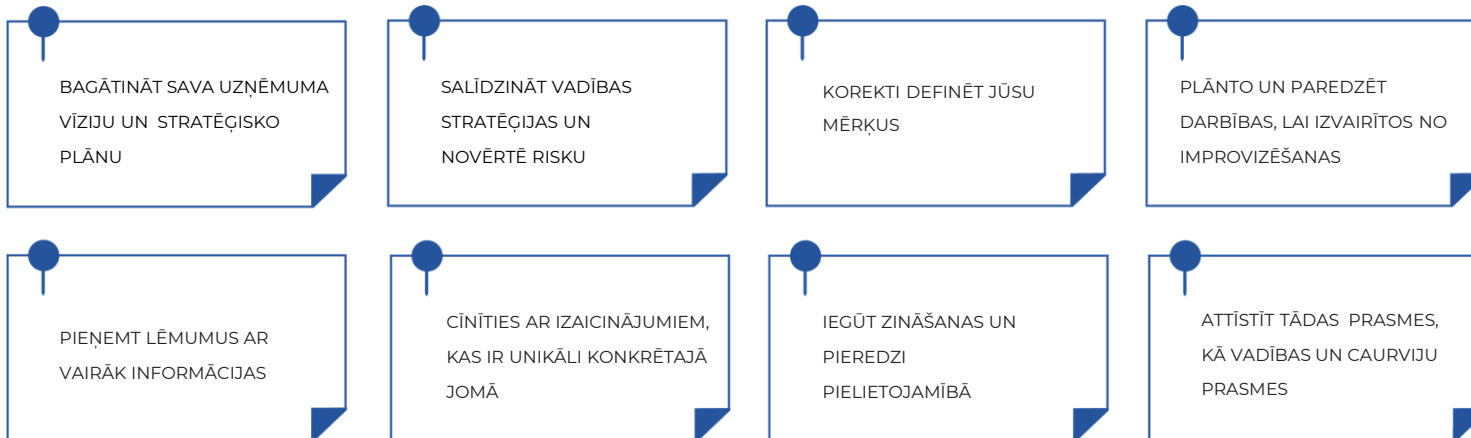 BAGĀTINĀT SAVA UZŅĒMUMA
VĪZIJU UN STRATĒĢISKO
PLĀNU
SALĪDZINĀT VADĪBAS
STRATĒĢIJAS UN
NOVĒRTĒ RISKU
KOREKTI DEFINĒT JŪSU
MĒRĶUS
PLĀNTO UN PAREDZĒT
DARBĪBAS, LAI IZVAIRĪTOS NO
IMPROVIZĒŠANAS
PIEŅEMT LĒMUMUS AR
VAIRĀK INFORMĀCIJAS
CĪNĪTIES AR IZAICINĀJUMIEM,
KAS IR UNIKĀLI KONKRĒTAJĀ
JOMĀ
IEGŪT ZINĀŠANAS UN
PIEREDZI
PIELIETOJAMĪBĀ
ATTĪSTĪT TĀDAS PRASMES,
KĀ VADĪBAS UN CAURVIJU
PRASMES